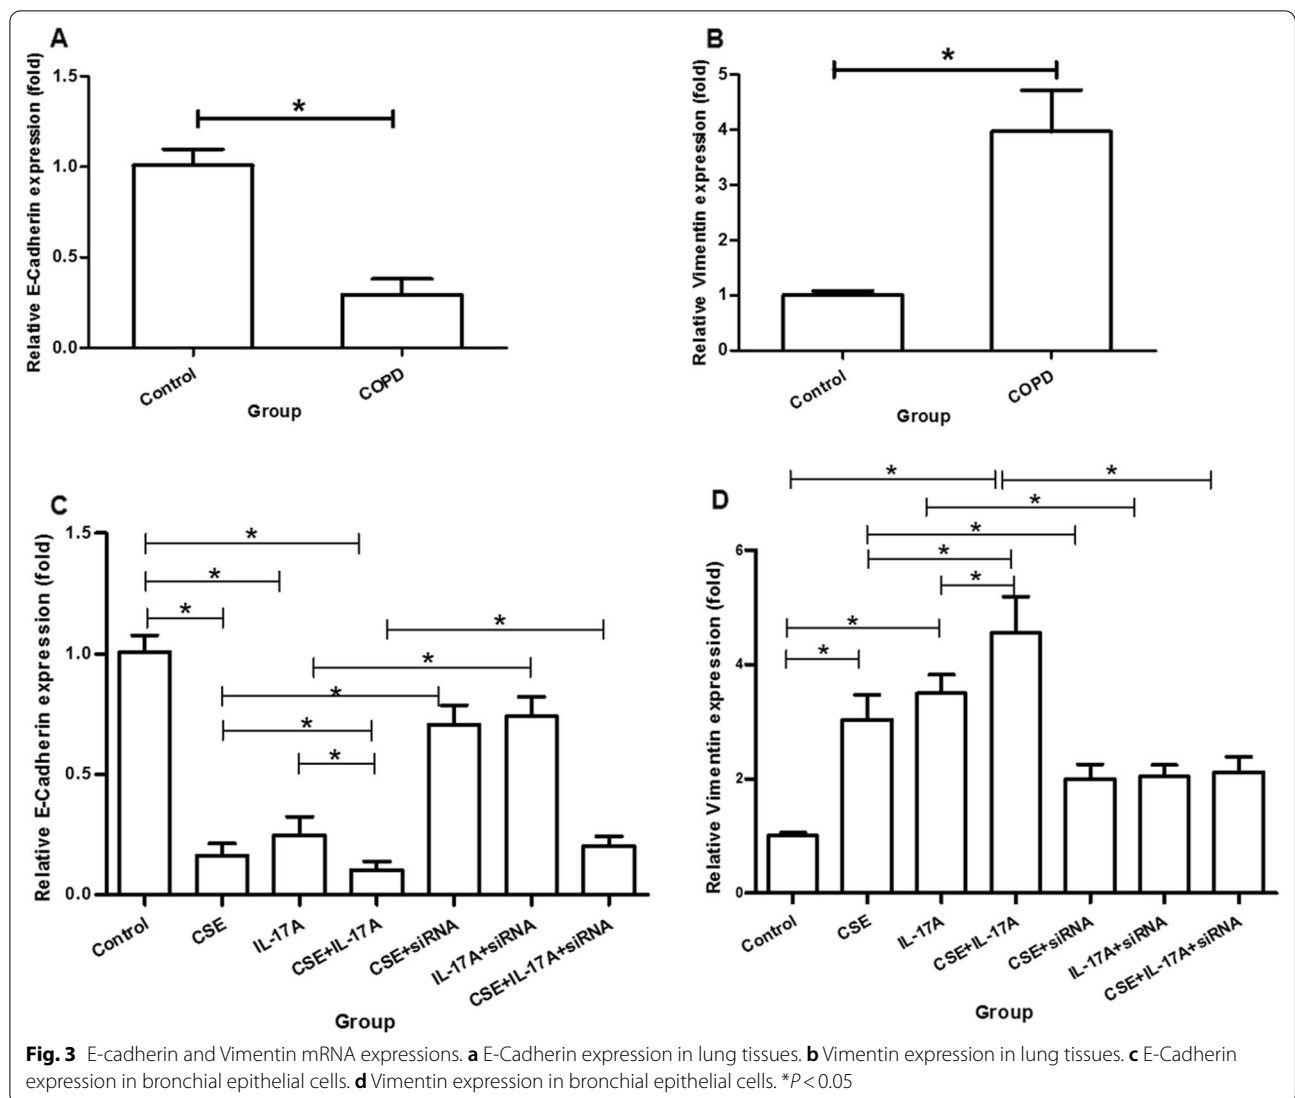 A
Relative E-Cadherin expression (fold)
1.5
1.0
0.5
0.0
*
Control
COPD
Group
B
Relative Vimentin expression (fold)
5
4
3
2
1
0
*
Control
COPD
Group
C
Relative E-Cadherin expression (fold)
1.5
1.0
0.5
0.0
*
*
*
*
*
*
*
*
Control
CSE
IL-17A
CSE+IL-17A
CSE+siRNA
IL-17A+siRNA
CSE+IL-17A+siRNA
Group
D
Relative Vimentin expression (fold)
6
4
2
0
*
*
*
*
*
*
*
*
Control
CSE
IL-17A
CSE+IL-17A
CSE+siRNA
IL-17A+siRNA
CSE+IL-17A+siRNA
Group
Fig. 3 E-cadherin and Vimentin mRNA expressions. a E-Cadherin expression in lung tissues. b Vimentin expression in lung tissues. c E-Cadherin
expression in bronchial epithelial cells. d Vimentin expression in bronchial epithelial cells. *P < 0.05